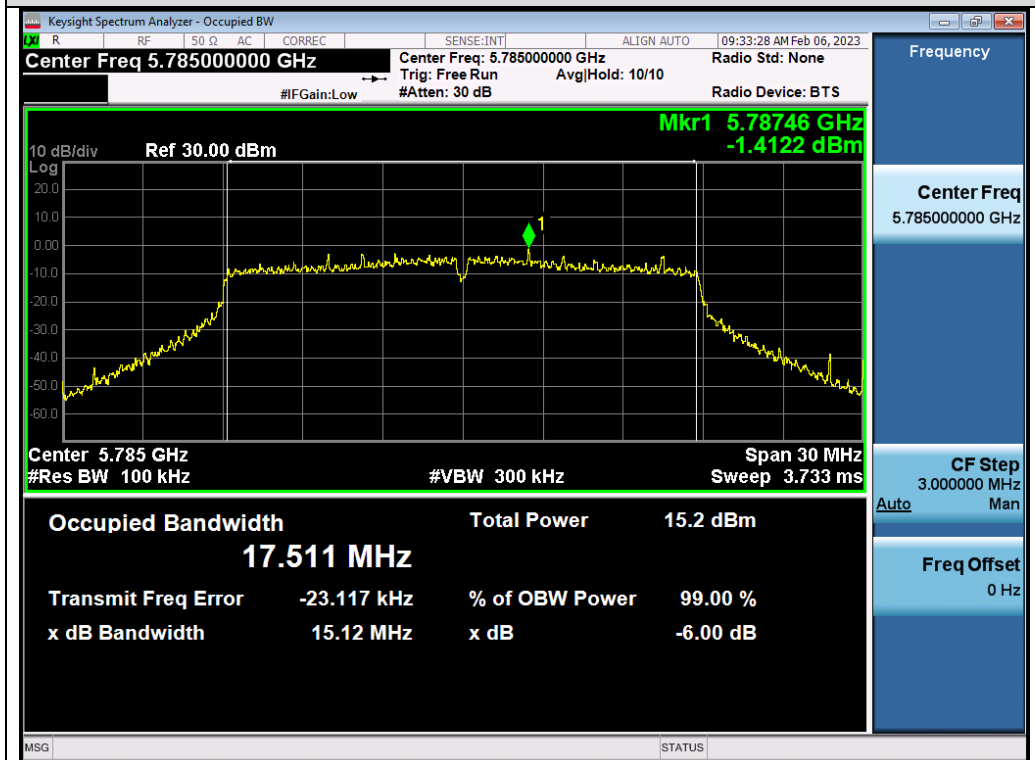 Keysight Spectrum Analyzer - Occupied BW
LXI R RF 50 Ω AC CORREC SENSE:INT ALIGN AUTO 09:33:28 AM Feb 06, 2023
Center Freq 5.785000000 GHz
Center Freq: 5.785000000 GHz
Radio Std: None
Trig: Free Run Avg|Hold: 10/10
#IFGain:Low #Atten: 30 dB Radio Device: BTS
Mkr1 5.78746 GHz
-1.4122 dBm
10 dB/div Ref 30.00 dBm
Log
20.0
10.0
0.00
-10.0
-20.0
-30.0
-40.0
-50.0
-60.0
1
Center 5.785 GHz Span 30 MHz
#Res BW 100 kHz #VBW 300 kHz Sweep 3.733 ms
Occupied Bandwidth Total Power 15.2 dBm
17.511 MHz
Transmit Freq Error -23.117 kHz % of OBW Power 99.00 %
x dB Bandwidth 15.12 MHz x dB -6.00 dB
Frequency
Center Freq
5.785000000 GHz
CF Step
3.000000 MHz
Auto Man
Freq Offset
0 Hz
MSG STATUS